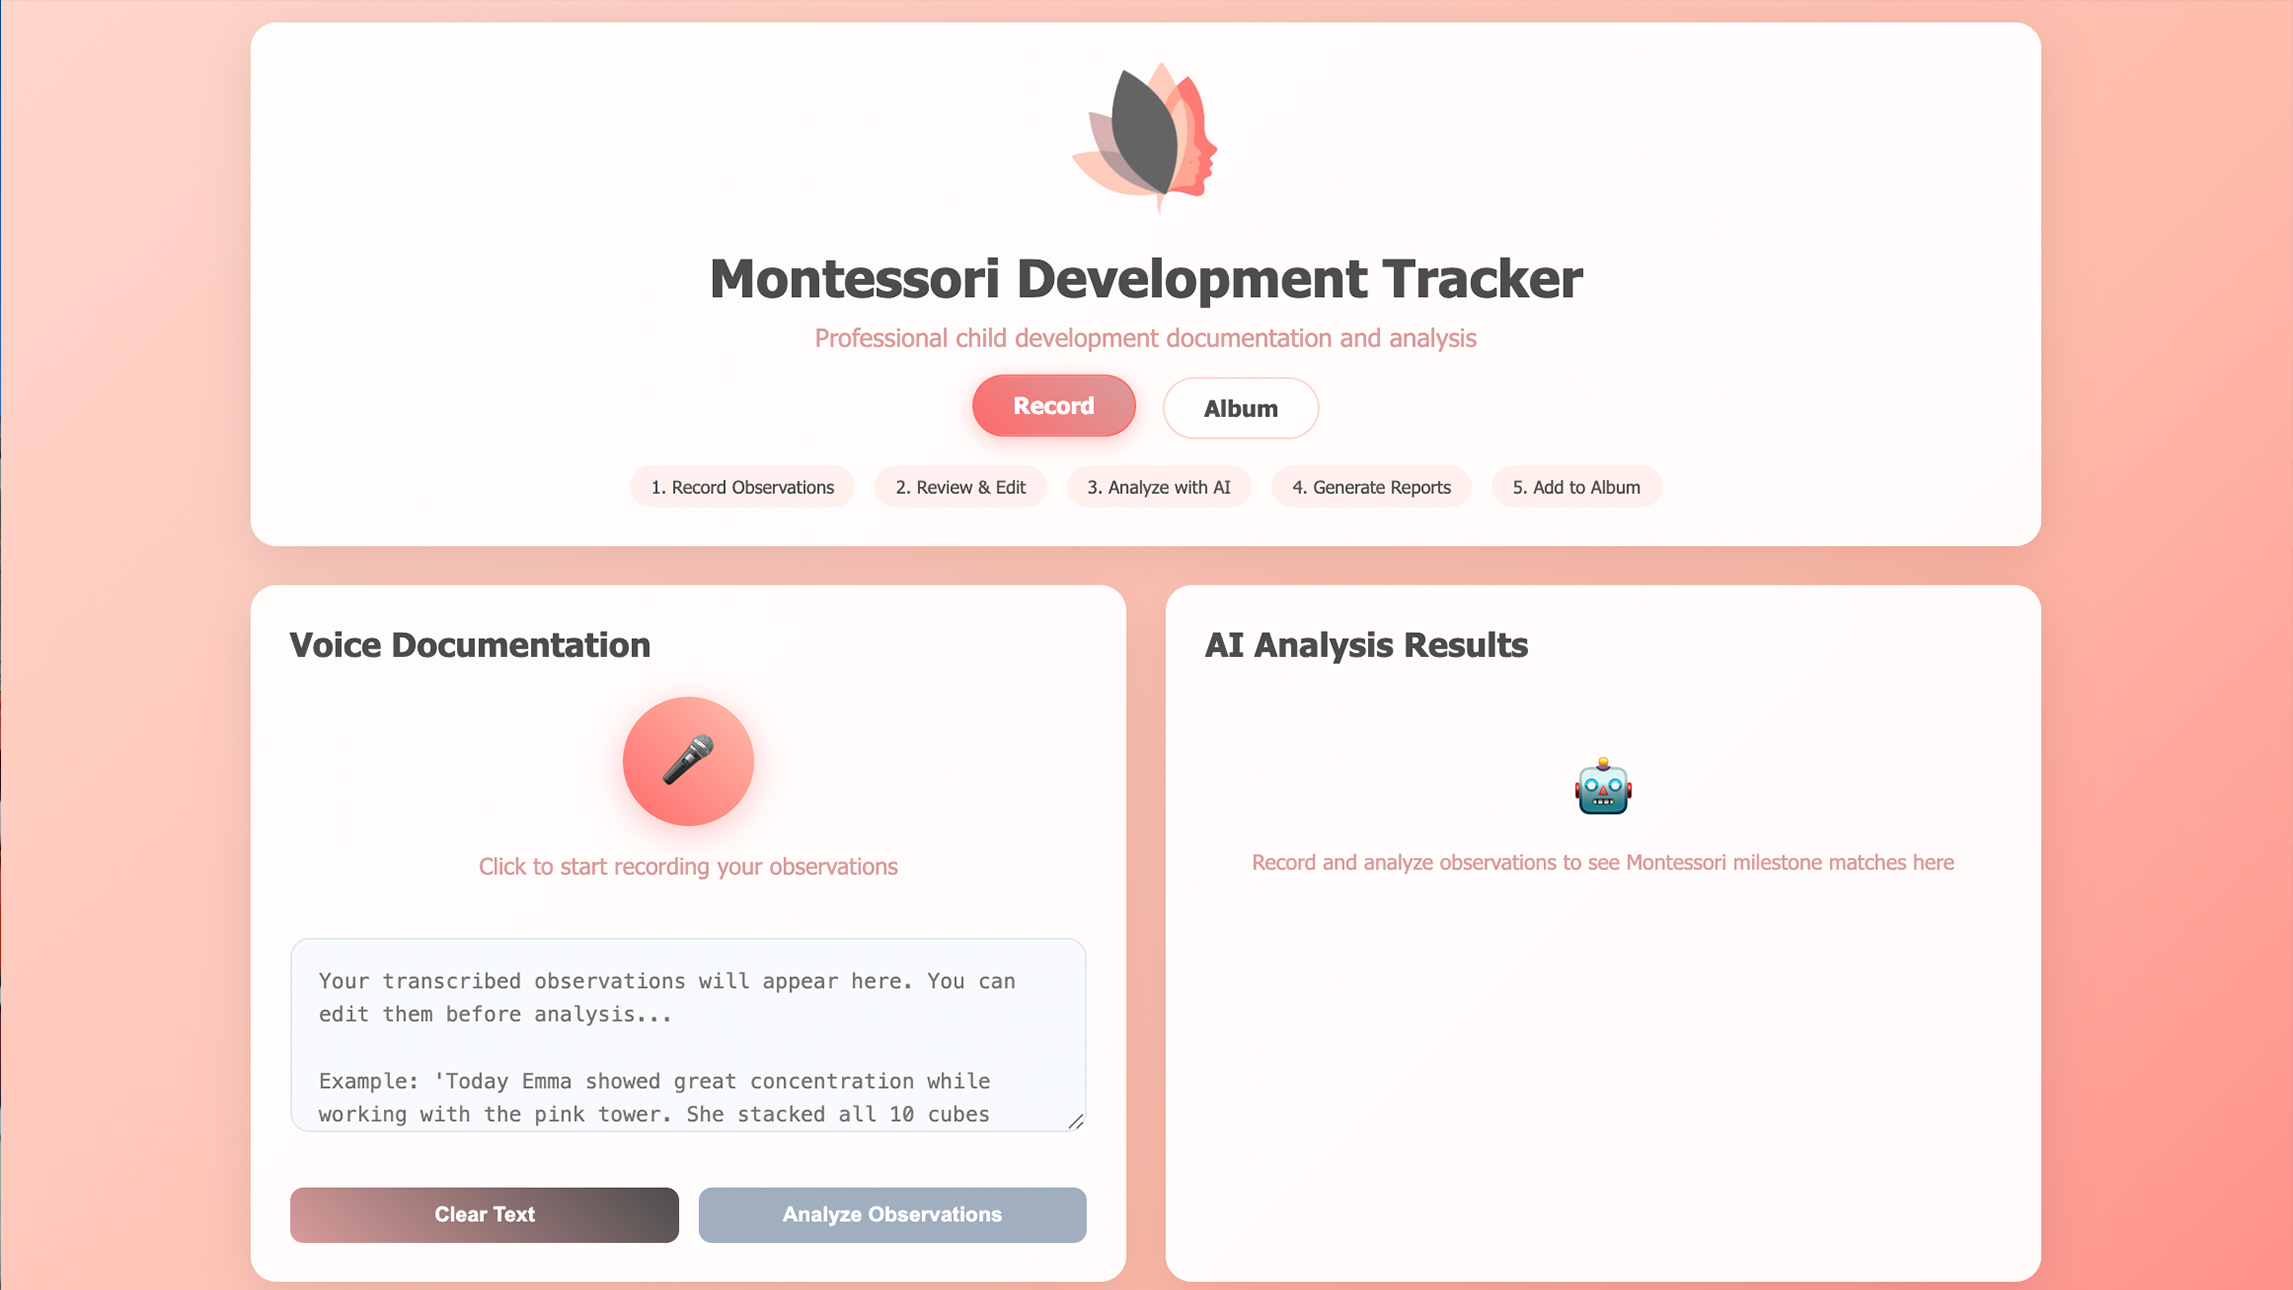 Montessori Development Tracker
Professional child development documentation and analysis
Record
Album
1. Record Observations
2. Review & Edit
3. Analyze with AI
4. Generate Reports
5. Add to Album
Voice Documentation
Click to start recording your observations
Your transcribed observations will appear here. You can
edit them before analysis...
Example: 'Today Emma showed great concentration while
working with the pink tower. She stacked all 10 cubes
Clear Text
Analyze Observations
AI Analysis Results
Record and analyze observations to see Montessori milestone matches here